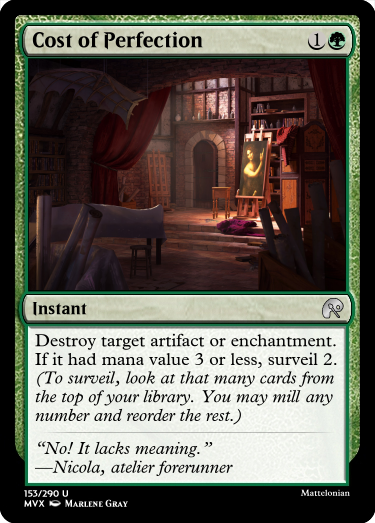 Cost of Perfection 1
Instant
Destroy target artifact or enchantment.
If it had mana value 3 or less, surveil 2.
(To surveil, look at that many cards from
the top of your library. You may mill any
number and reorder the rest.)
“No! It lacks meaning.”
—Nicola, atelier forerunner
153/290 U
Mattelonian
MVX Marlene Gray